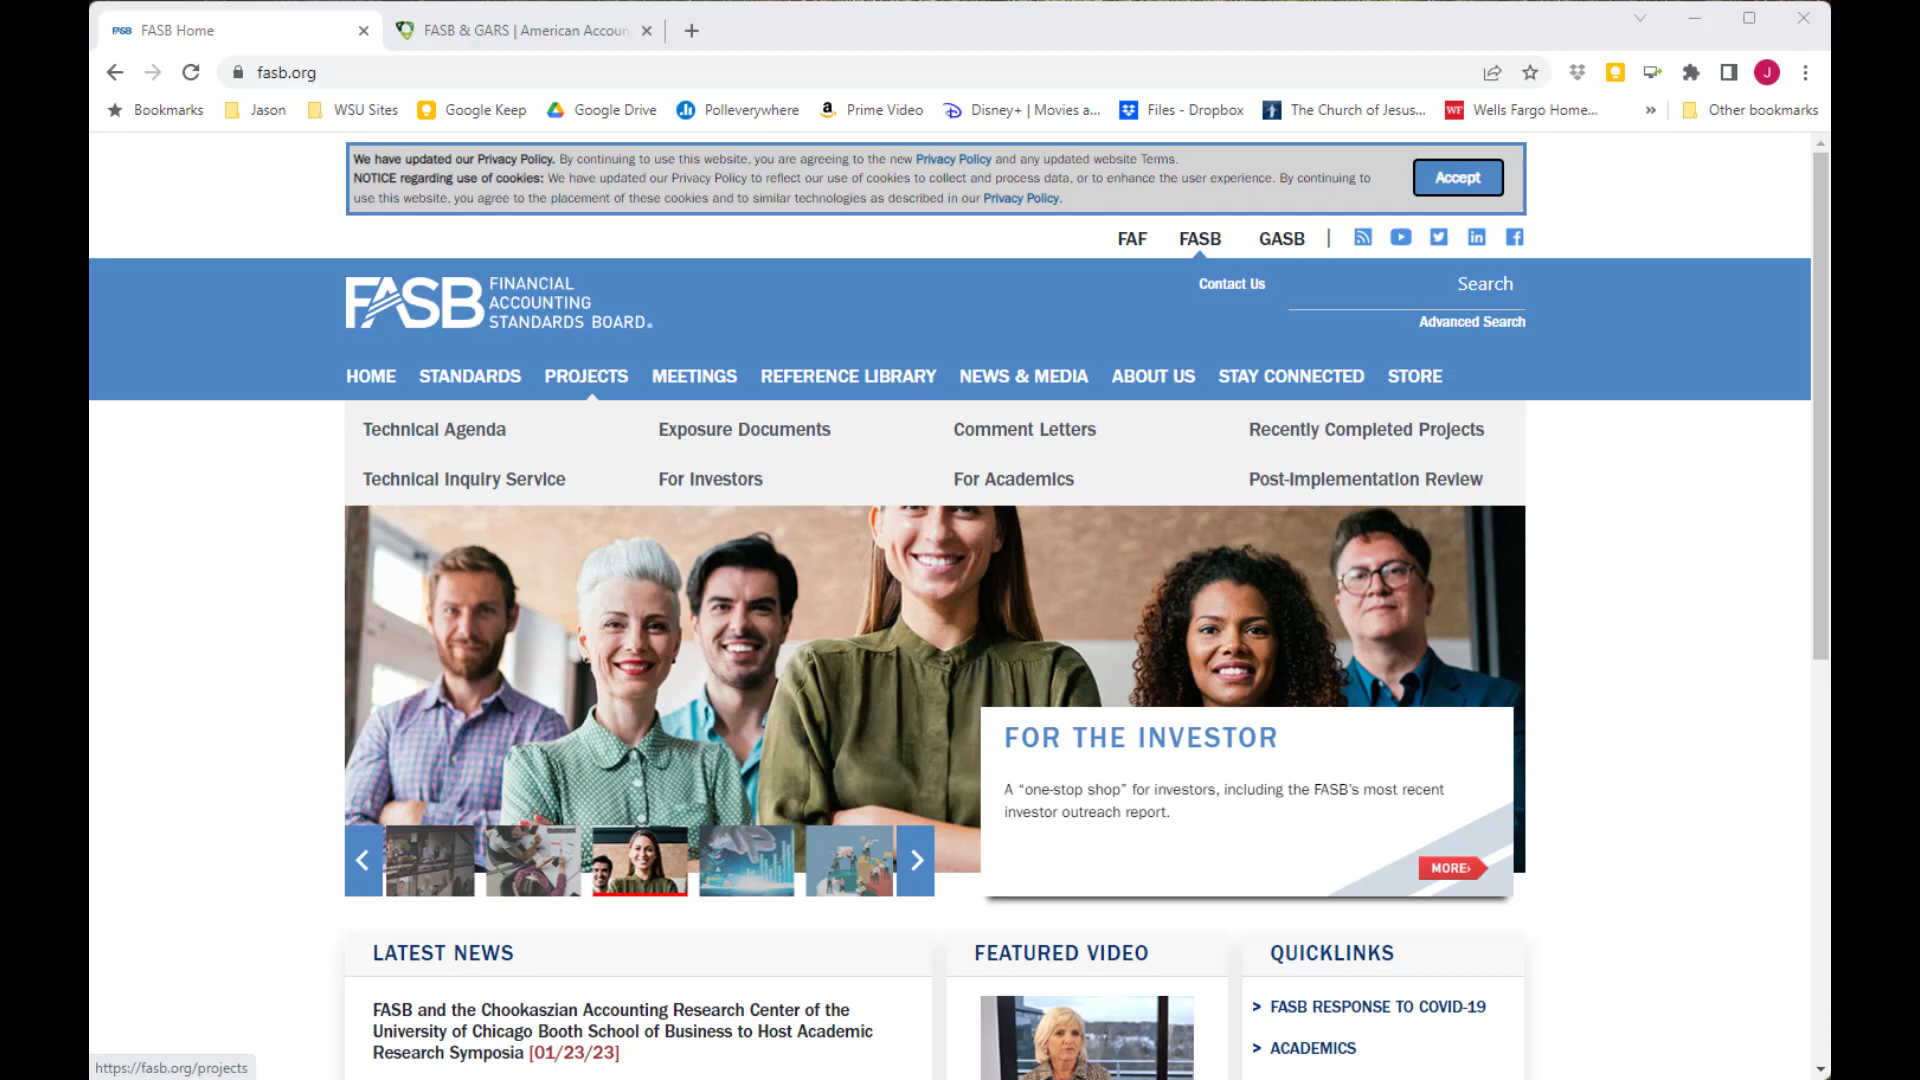 FASB FASB Home
FASB & GARS | American Accoun
fasb.org
J
Bookmarks
Jason
WSU Sites
Google Keep
Google Drive
Polleverywhere
a Prime Video
Disney+ | Movies a...
Files - Dropbox
The Church of Jesus...
WF Wells Fargo Home...
»
Other bookmarks
We have updated our Privacy Policy. By continuing to use this website, you are agreeing to the new Privacy Policy and any updated website Terms.
NOTICE regarding use of cookies: We have updated our Privacy Policy to reflect our use of cookies to collect and process data, or to enhance the user experience. By continuing to
use this website, you agree to the placement of these cookies and to similar technologies as described in our Privacy Policy.
Accept
FAF FASB GASB |
FASB FINANCIAL
ACCOUNTING
STANDARDS BOARD®
Contact Us
Search
Advanced Search
HOME STANDARDS PROJECTS MEETINGS REFERENCE LIBRARY NEWS & MEDIA ABOUT US STAY CONNECTED STORE
Technical Agenda Exposure Documents Comment Letters Recently Completed Projects
Technical Inquiry Service For Investors For Academics Post-Implementation Review
FOR THE INVESTOR
A “one-stop shop” for investors, including the FASB’s most recent
investor outreach report.
MORE›
LATEST NEWS
FASB and the Chookaszian Accounting Research Center of the
University of Chicago Booth School of Business to Host Academic
Research Symposia [01/23/23]
FEATURED VIDEO
QUICKLINKS
> FASB RESPONSE TO COVID-19
> ACADEMICS
https://fasb.org/projects